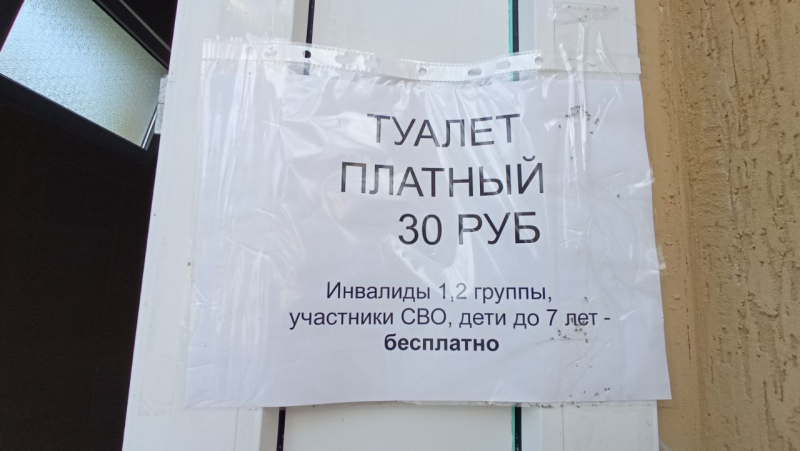 ТУАЛЕТ
ПЛАТНЫЙ
30 РУБ
Инвалиды 1,2 группы,
участники СВО, дети до 7 лет -
бесплатно